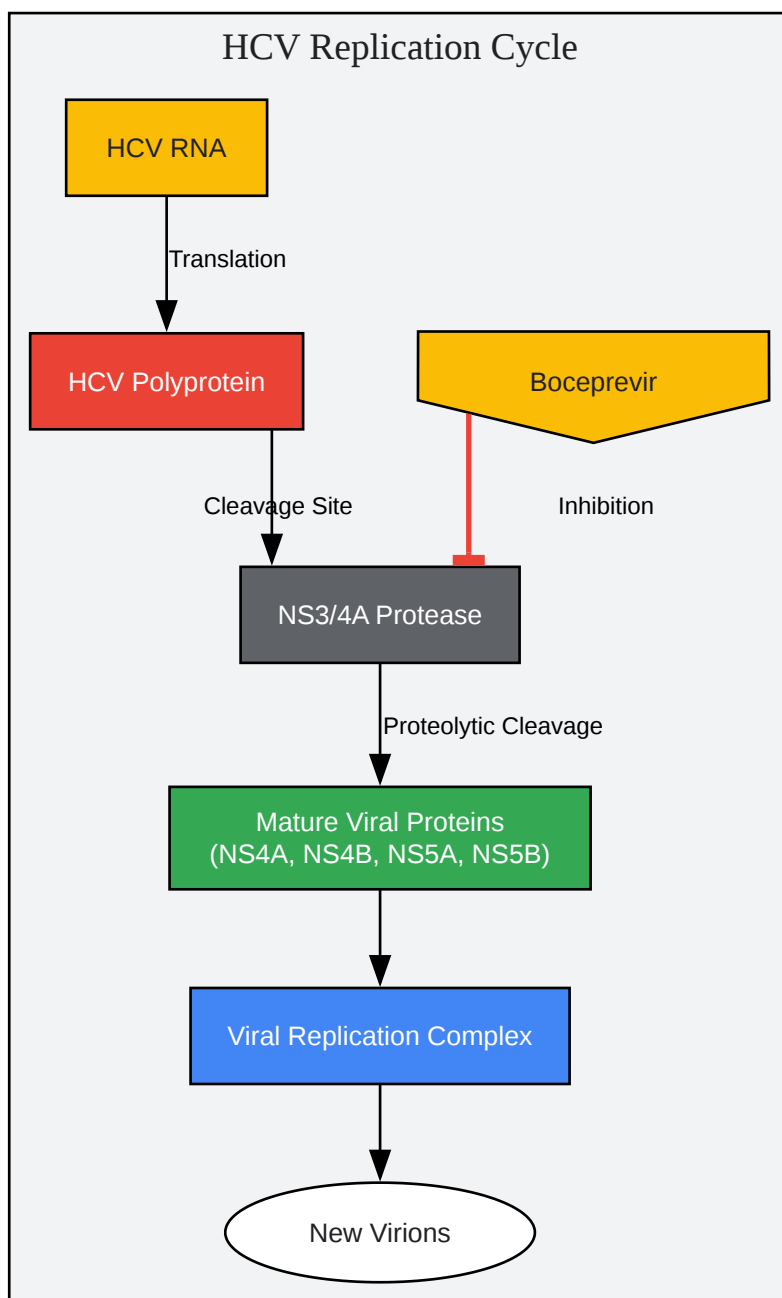 HCV Replication Cycle
HCV RNA
Translation
HCV Polyprotein
Boceprevir
Cleavage Site
Inhibition
NS3/4A Protease
Proteolytic Cleavage
Mature Viral Proteins
(NS4A, NS4B, NS5A, NS5B)
Viral Replication Complex
New Virions